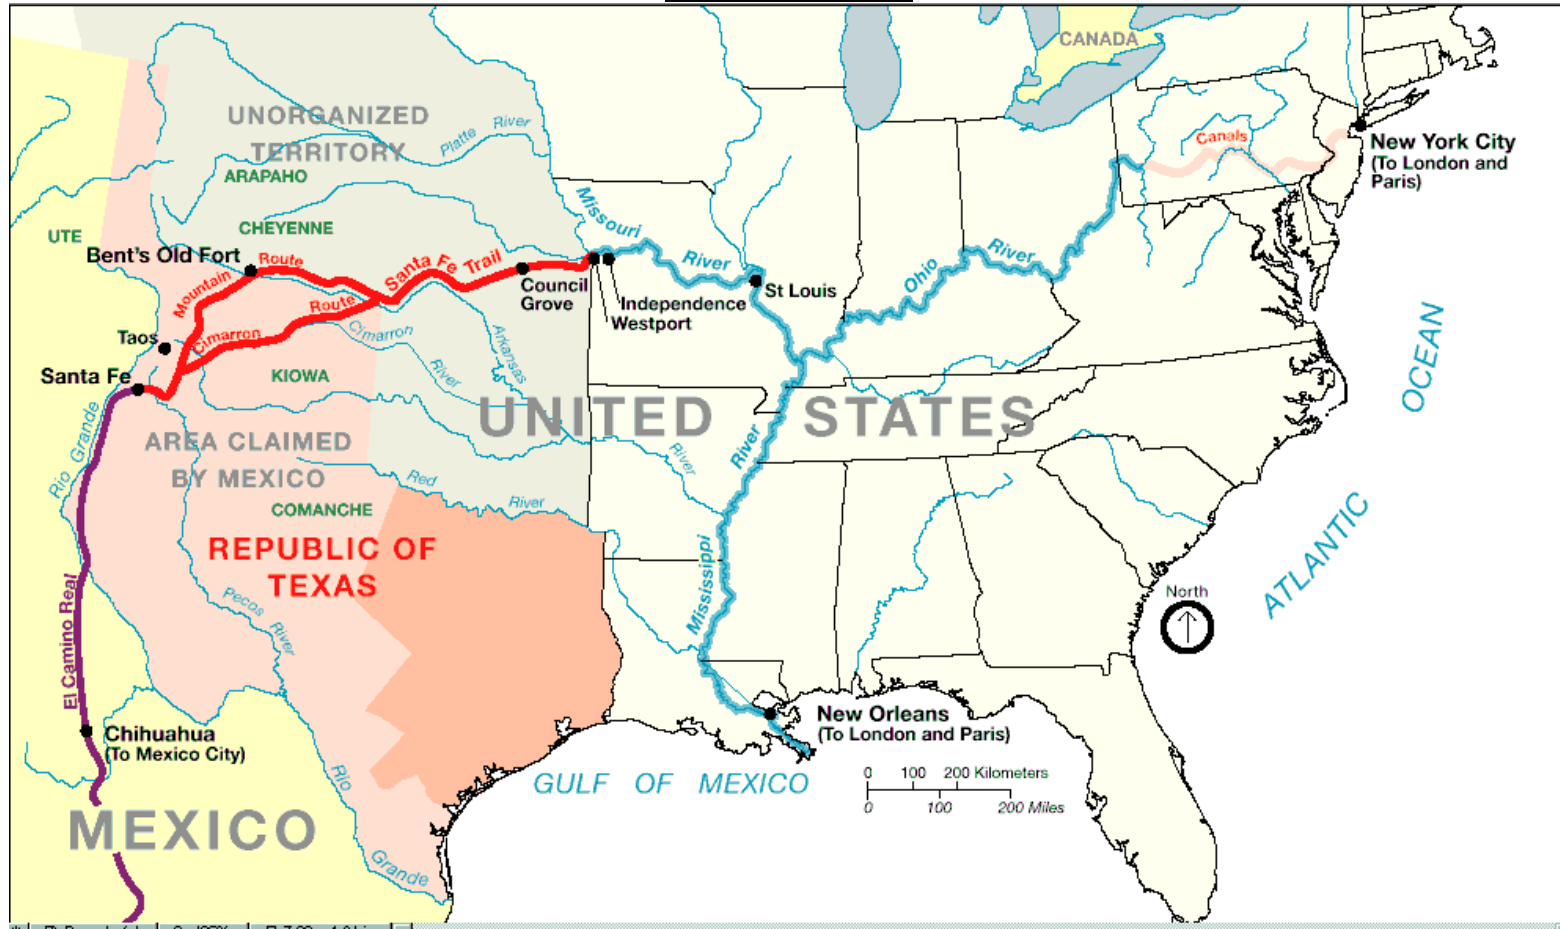 CANADA
UNORGANIZED
TERRITORY
Platte River
ARAPAHO
CHEYENNE
UTE
Canals
New York City
(To London and
Paris)
Missouri
River
Bent's Old Fort
Route
Mountain
Santa Fe Trail
Council
Grove
Independence
Westport
St Louis
Ohio
River
Route
Cimarron
Cimarron
River
Arkansas
Taos
Santa Fe
KIOWA
UNITED STATES
OCEAN
ATLANTIC
Rio Grande
AREA CLAIMED
BY MEXICO
River
River
Red
River
COMANCHE
REPUBLIC OF
TEXAS
Mississippi
Pecos
River
North
El Camino Real
Chihuahua
(To Mexico City)
New Orleans
(To London and Paris)
Rio
Grande
GULF OF MEXICO
0 100 200 Kilometers
0 100 200 Miles
MEXICO